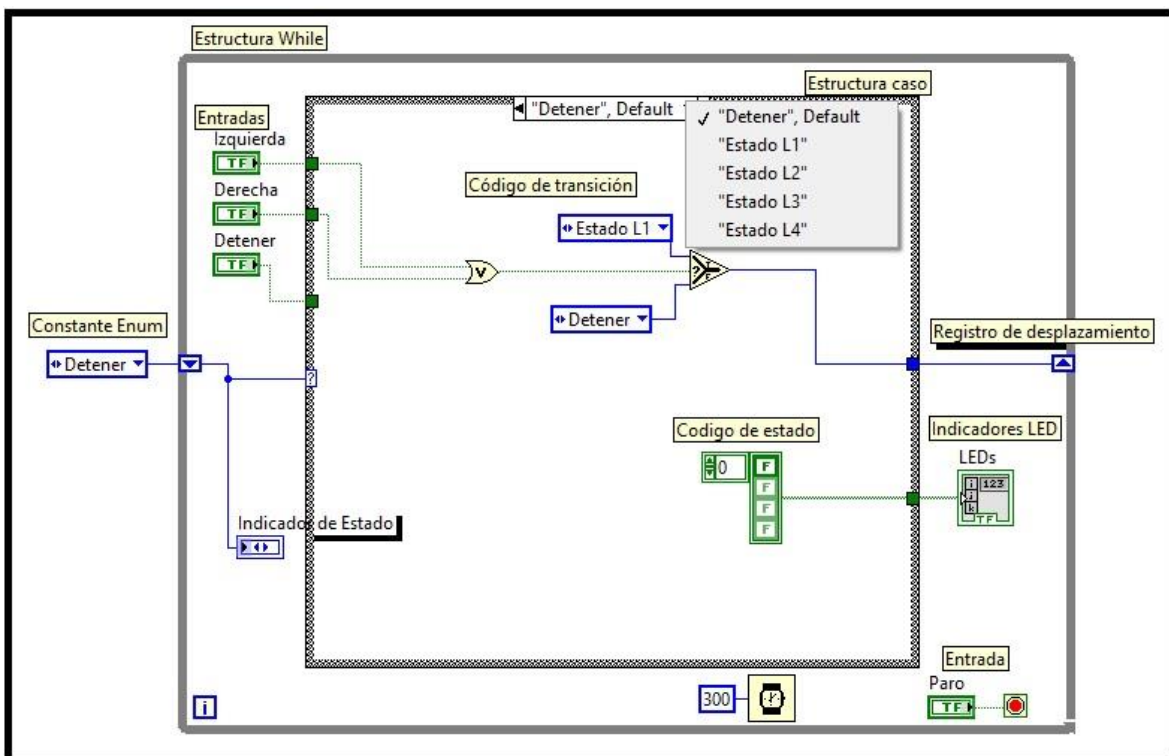 Estructura While
Estructura caso
"Detener", Default
"Detener", Default
"Estado L1"
"Estado L2"
"Estado L3"
"Estado L4"
Entradas
Izquierda
TF
Derecha
TF
Detener
TF
Código de transición
Estado L1
V
?
T
F
Detener
Constante Enum
Detener
?
Registro de desplazamiento
Codigo de estado
0
F
F
F
F
Indicadores LED
LEDs
i
123
j
k
TF
Indicador de Estado
i
300
Entrada
Paro
TF